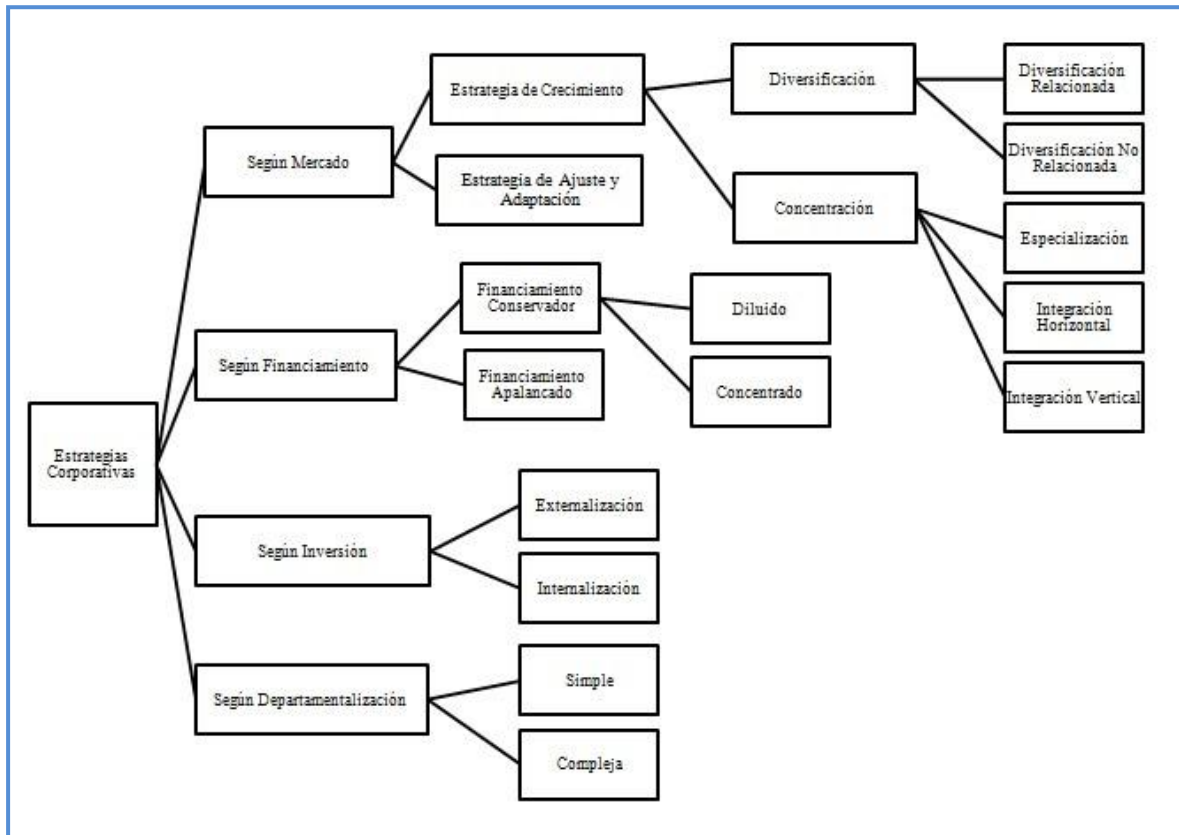 Estrategias
Corporativas
Según Mercado
Estrategia de Crecimiento
Diversificación
Diversificación
Relacionada
Diversificación No
Relacionada
Concentración
Especialización
Integración
Horizontal
Integración Vertical
Estrategia de Ajuste y
Adaptación
Según Financiamiento
Financiamiento
Conservador
Diluido
Concentrado
Financiamiento
Apalancado
Según Inversión
Externalización
Internalización
Según Departamentalización
Simple
Compleja